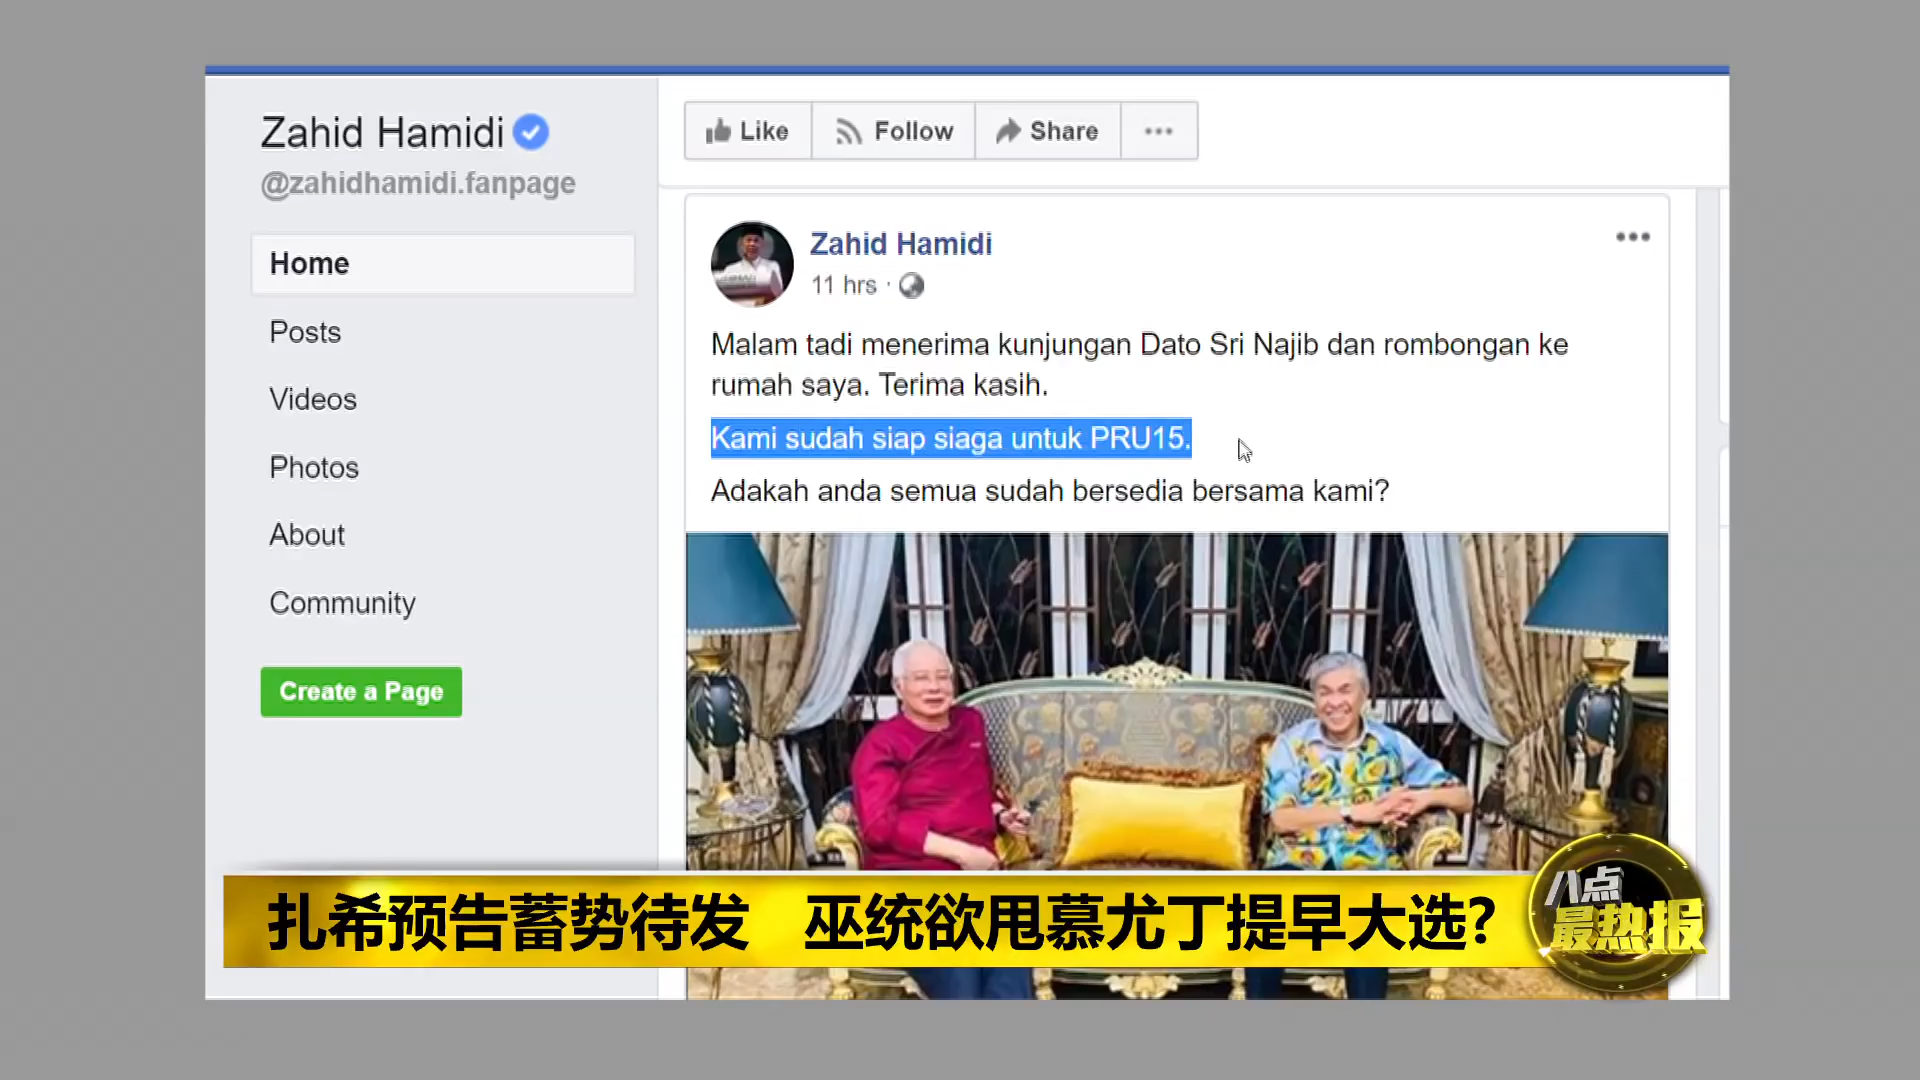 Zahid Hamidi
@zahidhamidi.fanpage
Home
Posts
Videos
Photos
About
Community
Create a Page
Like
Follow
Share
Zahid Hamidi
11 hrs ·
Malam tadi menerima kunjungan Dato Sri Najib dan rombongan ke
rumah saya. Terima kasih.
Kami sudah siap siaga untuk PRU15.
Adakah anda semua sudah bersedia bersama kami?
扎希预告蓄势待发 巫统欲甩慕尤丁提早大选?
八点
最热报